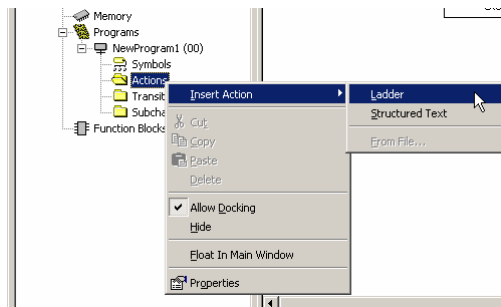 Memory
Programs
NewProgram1 (00)
Symbols
Actions
Transit
Subcha
Function Blocks
Insert Action
Cut
Copy
Paste
Delete
Allow Docking
Hide
Float In Main Window
Properties
Ladder
Structured Text
From File...